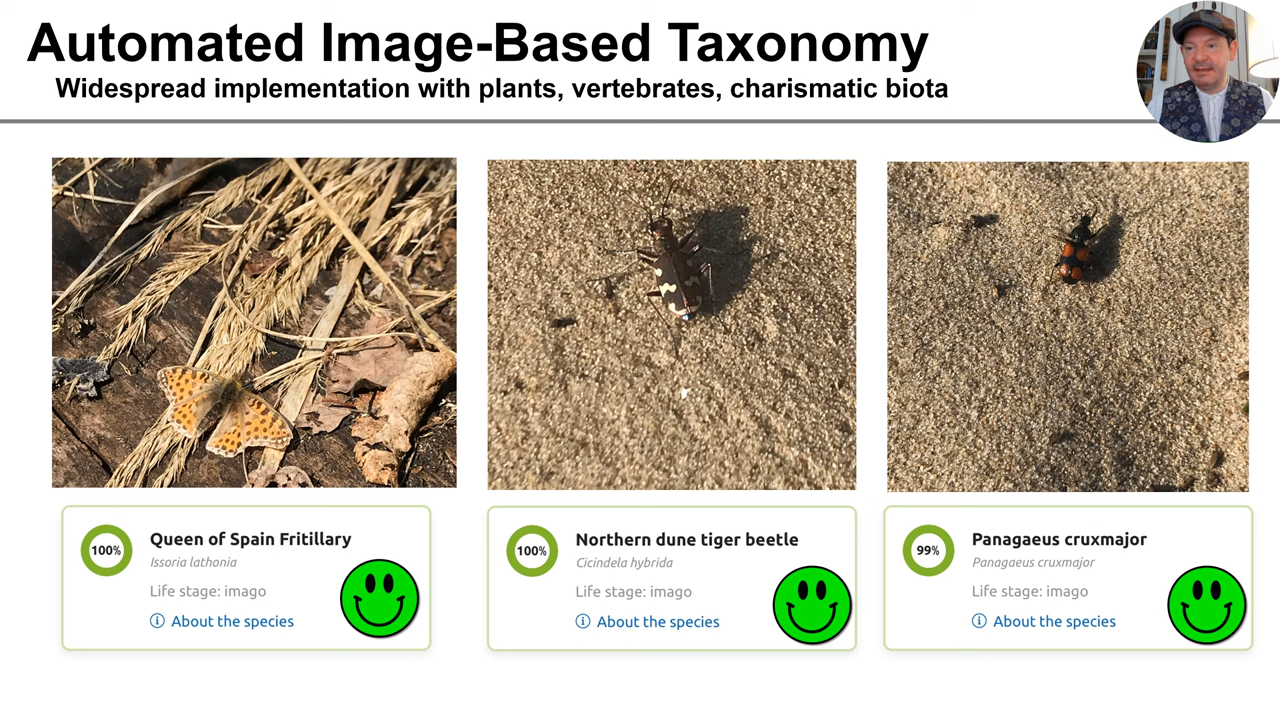 Automated Image-Based Taxonomy
Widespread implementation with plants, vertebrates, charismatic biota
100%
Queen of Spain Fritillary
Issoria lathonia
Life stage: imago
About the species
100%
Northern dune tiger beetle
Cicindela hybrida
Life stage: imago
About the species
99%
Panagaeus cruxmajor
Panagaeus cruxmajor
Life stage: imago
About the species